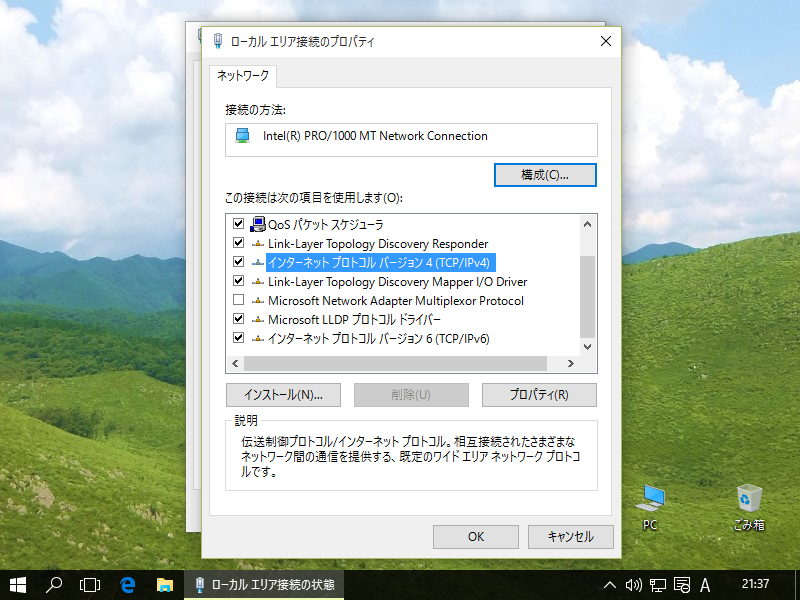 ローカル エリア接続のプロパティ
ネットワーク
接続の方法:
Intel(R) PRO/1000 MT Network Connection
構成(C)...
この接続は次の項目を使用します(O):
QoS パケット スケジューラ
Link-Layer Topology Discovery Responder
インターネット プロトコル バージョン 4 (TCP/IPv4)
Link-Layer Topology Discovery Mapper I/O Driver
Microsoft Network Adapter Multiplexor Protocol
Microsoft LLDP プロトコル ドライバー
インターネット プロトコル バージョン 6 (TCP/IPv6)
インストール(N)...
削除(U)
プロパティ(R)
説明
伝送制御プロトコル/インターネット プロトコル。相互接続されたさまざまな
ネットワーク間の通信を提供する、既定のワイド エリア ネットワーク プロトコ
ルです。
OK
キャンセル
PC
ごみ箱
ローカル エリア接続の状態
A
21:37